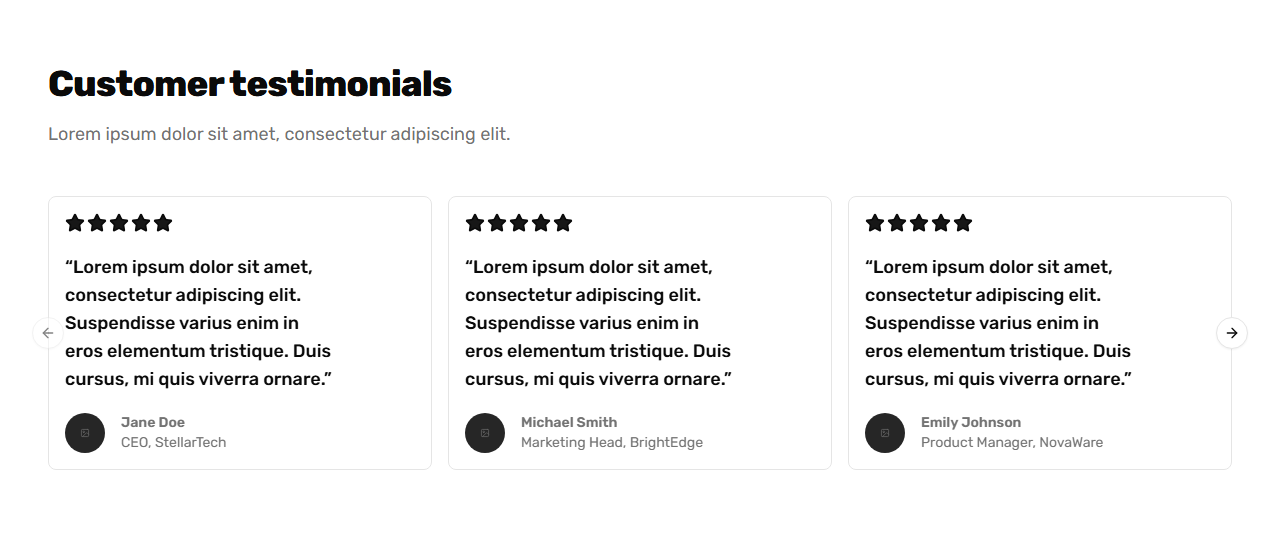 Customer testimonials
Lorem ipsum dolor sit amet, consectetur adipiscing elit.
“Lorem ipsum dolor sit amet,
consectetur adipiscing elit.
Suspendisse varius enim in
eros elementum tristique. Duis
cursus, mi quis viverra ornare.”
Jane Doe
CEO, StellarTech
“Lorem ipsum dolor sit amet,
consectetur adipiscing elit.
Suspendisse varius enim in
eros elementum tristique. Duis
cursus, mi quis viverra ornare.”
Michael Smith
Marketing Head, BrightEdge
“Lorem ipsum dolor sit amet,
consectetur adipiscing elit.
Suspendisse varius enim in
eros elementum tristique. Duis
cursus, mi quis viverra ornare.”
Emily Johnson
Product Manager, NovaWare